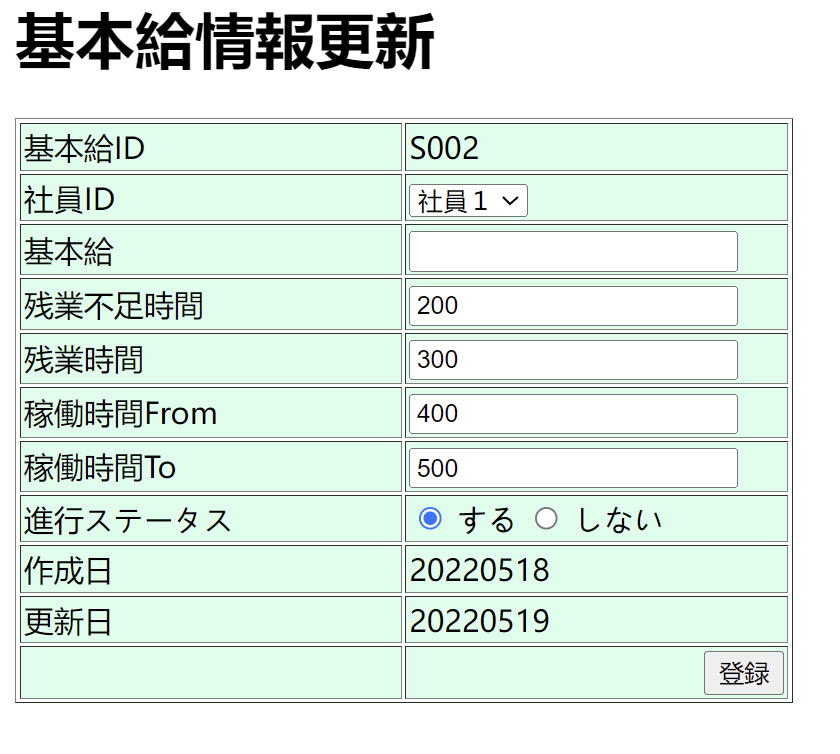 基本給情報更新
基本給ID S002
社員ID 社員１
基本給
残業不足時間 200
残業時間 300
稼働時間From 400
稼働時間To 500
進行ステータス する しない
作成日 20220518
更新日 20220519
登録